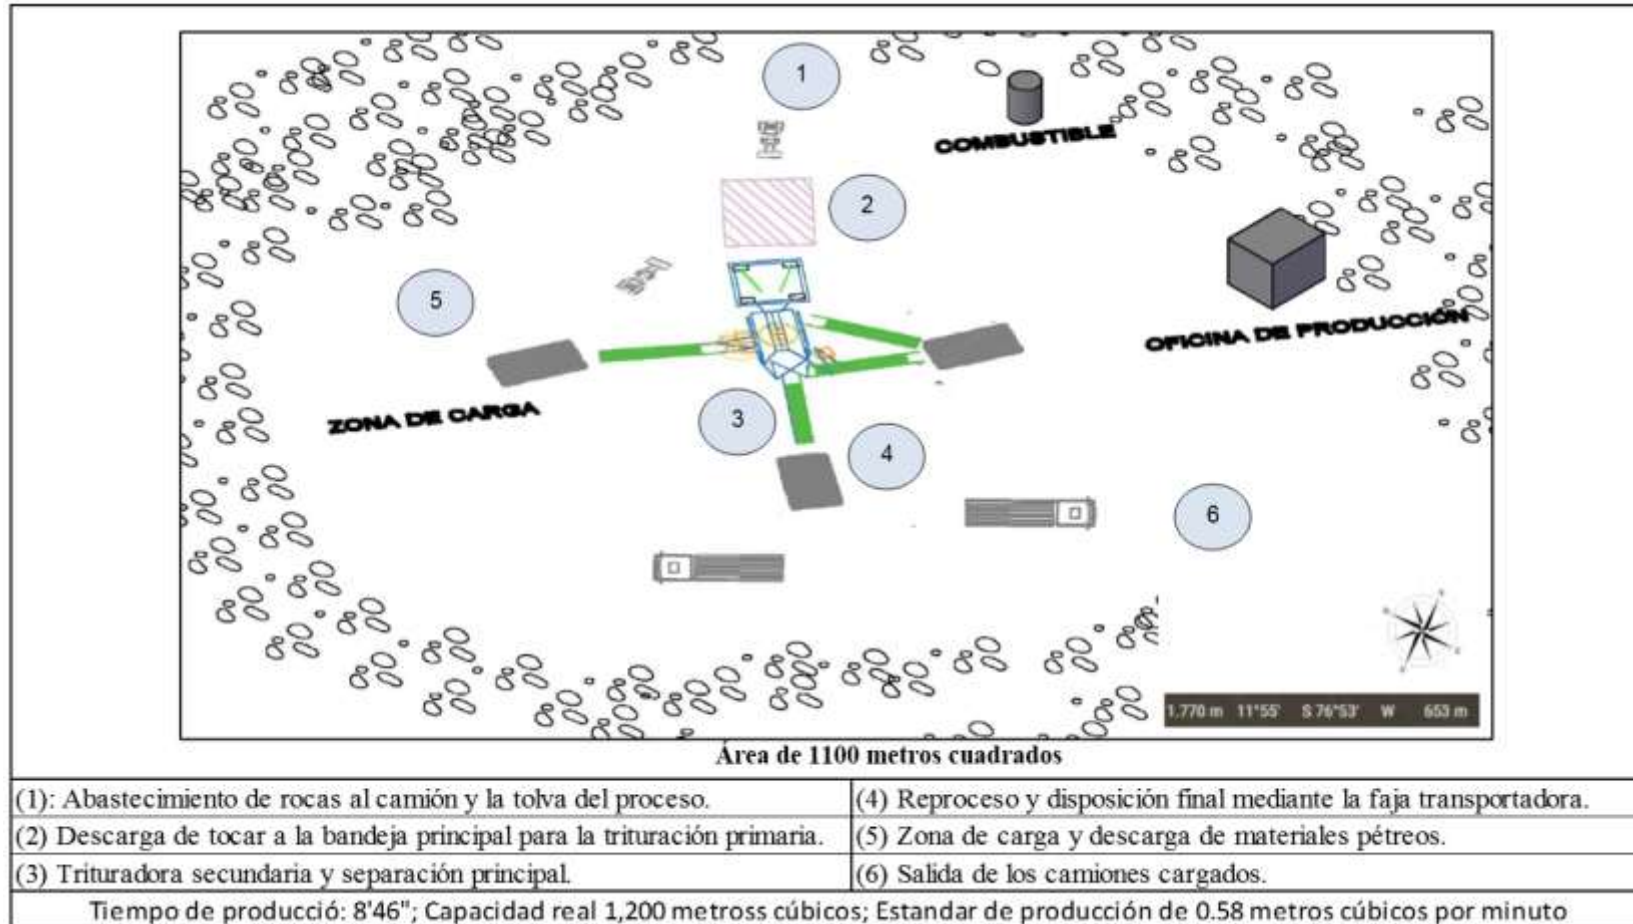 1
COMBUSTIBLE
2
5
OFICINA DE PRODUCCIÓN
ZONA DE CARGA
3
4
6
1.770 m 11°55' S 76°53' W 653 m
Área de 1100 metros cuadrados
(1): Abastecimiento de rocas al camión y la tolva del proceso.
(4) Reproceso y disposición final mediante la faja transportadora.
(2) Descarga de tocar a la bandeja principal para la trituración primaria.
(5) Zona de carga y descarga de materiales pétreos.
(3) Trituradora secundaria y separación principal.
(6) Salida de los camiones cargados.
Tiempo de producció: 8'46"; Capacidad real 1,200 metross cúbicos; Estandar de producción de 0.58 metros cúbicos por minuto